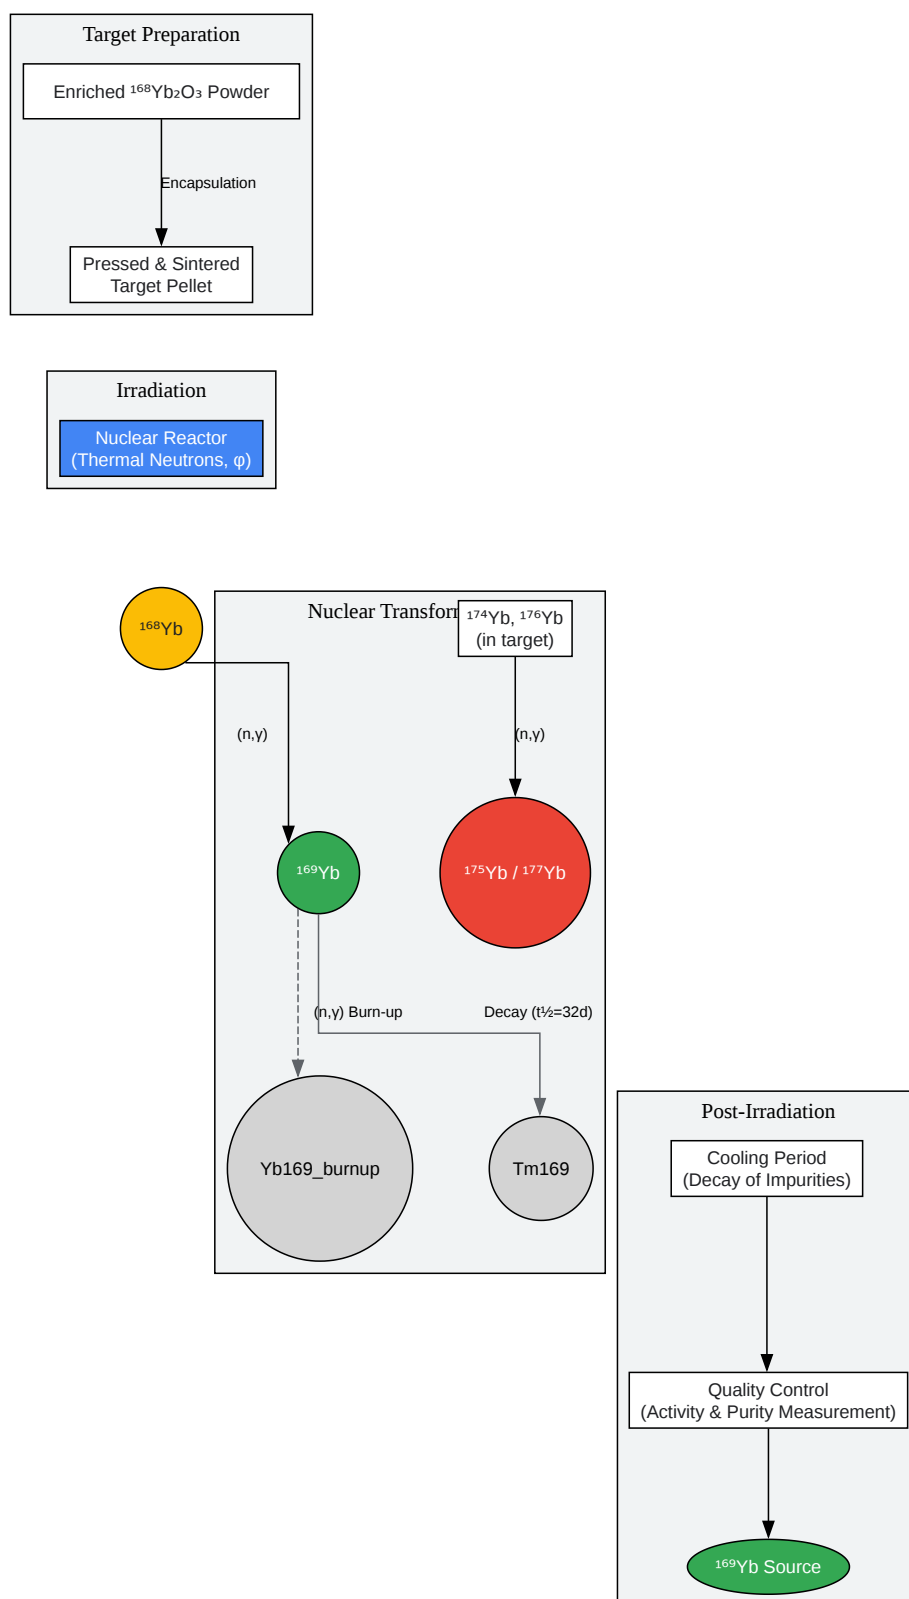 Target Preparation
Enriched ¹⁶⁸Yb₂O₃ Powder
Encapsulation
Pressed & Sintered
Target Pellet
Irradiation
Nuclear Reactor
(Thermal Neutrons, φ)
¹⁶⁸Yb
Nuclear Transforr
¹⁷⁴Yb, ¹⁷⁶Yb
(in target)
(n,γ)
(n,γ)
¹⁶⁹Yb
¹⁷⁵Yb / ¹⁷⁷Yb
(n,γ) Burn-up
Decay (t½=32d)
Yb169_burnup
Tm169
Post-Irradiation
Cooling Period
(Decay of Impurities)
Quality Control
(Activity & Purity Measurement)
¹⁶⁹Yb Source